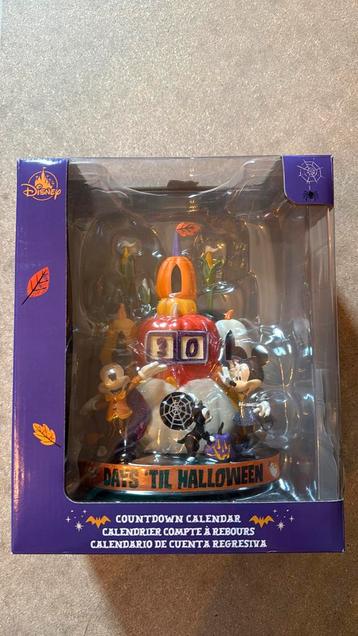 Disney
30
DAYS 'TIL HALLOWEEN
COUNTDOWN CALENDAR
CALENDRIER COMPTE À REBOURS
CALENDARIO DE CUENTA REGRESIVA